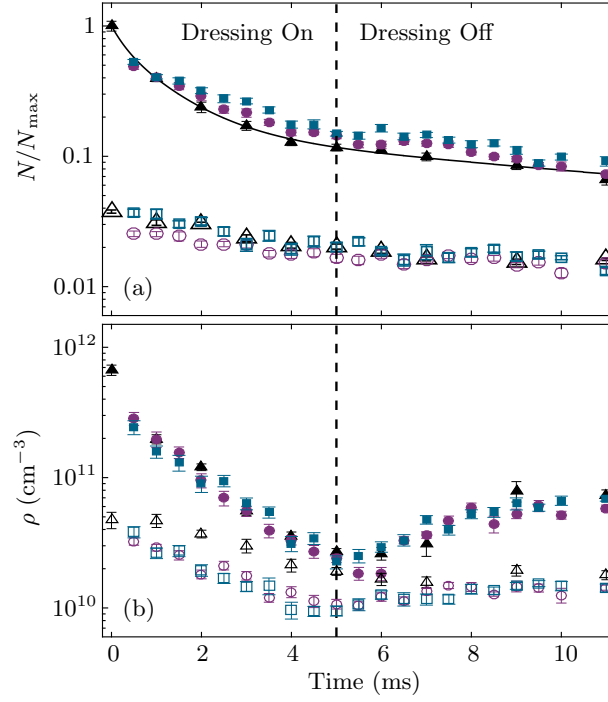 Dressing On
Dressing Off
1
0.1
0.01
N/N_max
(a)
10^12
10^11
10^10
ρ (cm^−3)
(b)
0 2 4 6 8 10
Time (ms)